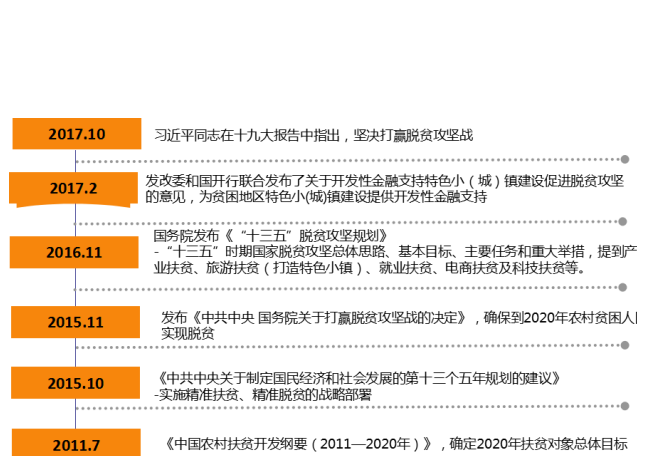 2017.10
习近平同志在十九大报告中指出，坚决打赢脱贫攻坚战
2017.2
发改委和国开行联合发布了关于开发性金融支持特色小（城）镇建设促进脱贫攻坚
的意见，为贫困地区特色小(城)镇建设提供开发性金融支持
2016.11
国务院发布《“十三五”脱贫攻坚规划》
-“十三五”时期国家脱贫攻坚总体思路、基本目标、主要任务和重大举措，提到产
业扶贫、旅游扶贫（打造特色小镇）、就业扶贫、电商扶贫及科技扶贫等。
2015.11
发布《中共中央 国务院关于打赢脱贫攻坚战的决定》，确保到2020年农村贫困人
实现脱贫
2015.10
《中共中央关于制定国民经济和社会发展的第十三个五年规划的建议》
-实施精准扶贫、精准脱贫的战略部署
2011.7
《中国农村扶贫开发纲要（2011—2020年）》，确定2020年扶贫对象总体目标